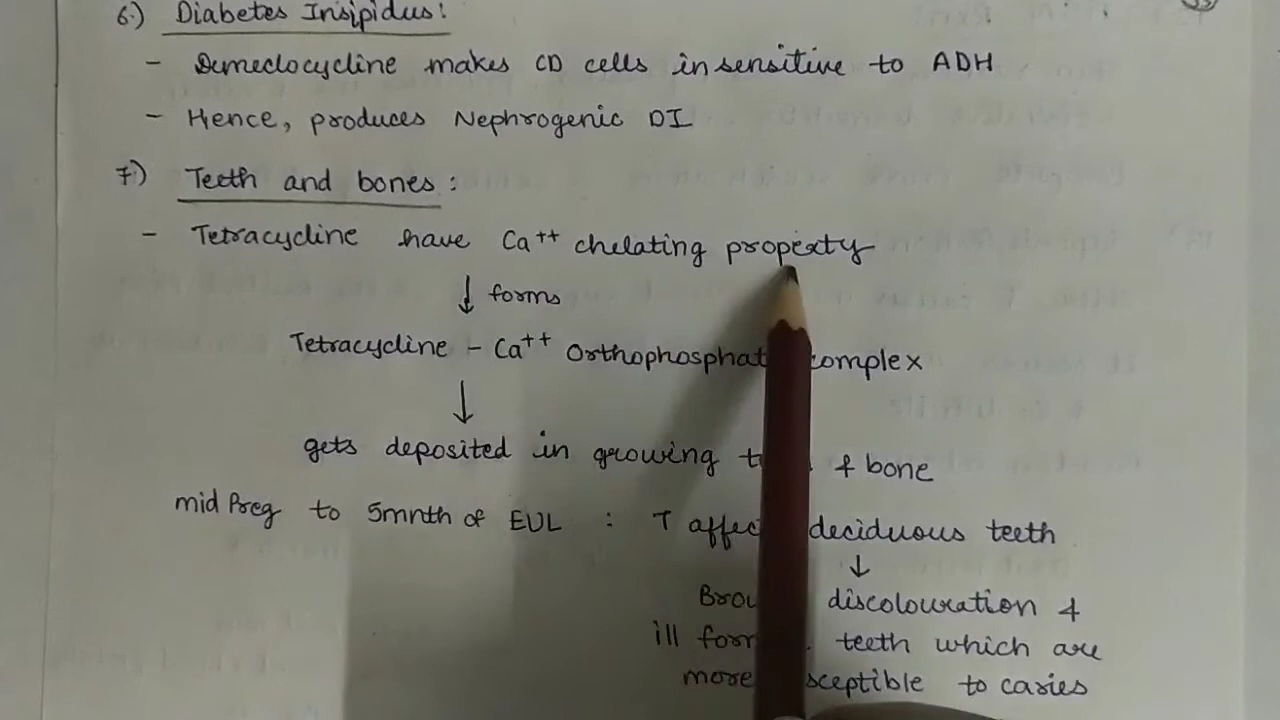 6.) Diabetes Insipidus:
- Demeclocycline makes CD cells insensitive to ADH
- Hence, produces Nephrogenic DI
7.) Teeth and bones:
- Tetracycline have Ca++ chelating property
↓ forms
Tetracycline - Ca++ Orthophosphat complex
↓
gets deposited in growing t & bone
mid Preg to 5mnth of EUL : T affec deciduous teeth
↓
Brou discolouration &
ill for teeth which are
more sceptible to caries